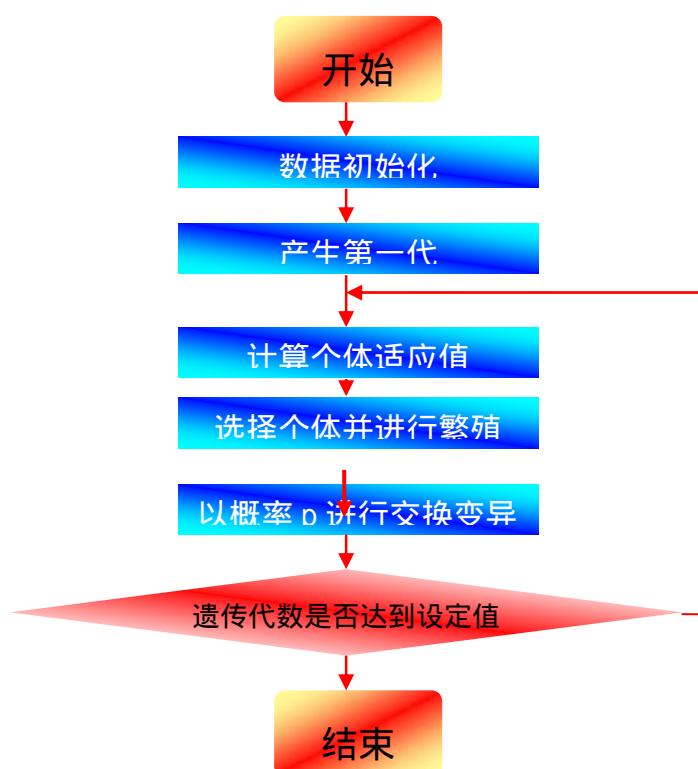 开始
数据初始化
产生第一代
计算个体适应值
选择个体并进行繁殖
以概率 p 进行交换变异
遗传代数是否达到设定值
结束